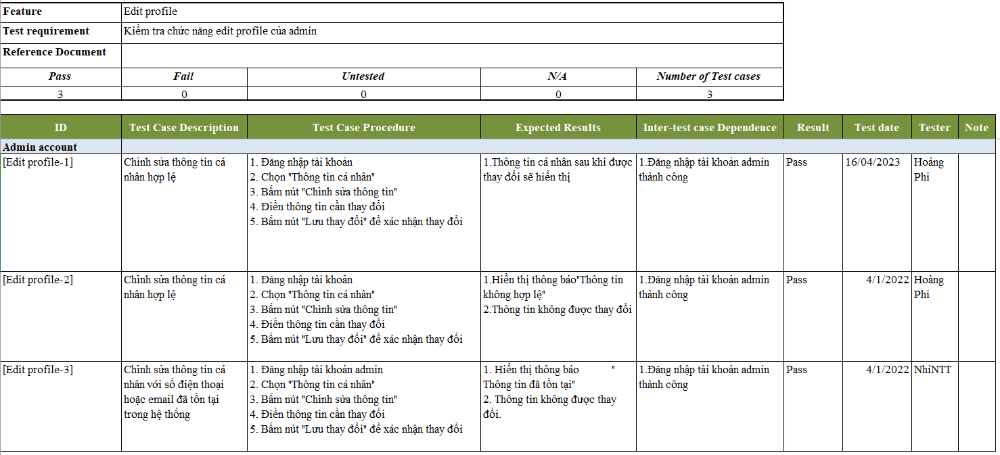 Feature Edit profile
Test requirement Kiểm tra chức năng edit profile của admin
Reference Document
Pass Fail Untested N/A Number of Test cases
3 0 0 0 3
ID Test Case Description Test Case Procedure Expected Results Inter-test case Dependence Result Test date Tester Note
Admin account
[Edit profile-1]
Chỉnh sửa thông tin cá
nhân hợp lệ
1. Đăng nhập tài khoản
2. Chọn "Thông tin cá nhân"
3. Bấm nút "Chỉnh sửa thông tin"
4. Điền thông tin cần thay đổi
5. Bấm nút "Lưu thay đổi" để xác nhận thay đổi
1.Thông tin cá nhân sau khi được
thay đổi sẽ hiển thị
1.Đăng nhập tài khoản admin
thành công
Pass
16/04/2023
Hoàng
Phi
[Edit profile-2]
Chỉnh sửa thông tin cá
nhân hợp lệ
1. Đăng nhập tài khoản
2. Chọn "Thông tin cá nhân"
3. Bấm nút "Chỉnh sửa thông tin"
4. Điền thông tin cần thay đổi
5. Bấm nút "Lưu thay đổi" để xác nhận thay đổi
1.Hiển thị thông báo"Thông tin
không hợp lệ"
2.Thông tin không được thay đổi
1.Đăng nhập tài khoản admin
thành công
Pass
4/1/2022
Hoàng
Phi
[Edit profile-3]
Chỉnh sửa thông tin cá
nhân với số điện thoại
hoặc email đã tồn tại
trong hệ thống
1. Đăng nhập tài khoản admin
2. Chọn "Thông tin cá nhân"
3. Bấm nút "Chỉnh sửa thông tin"
4. Điền thông tin cần thay đổi
5. Bấm nút "Lưu thay đổi" để xác nhận thay đổi
1. Hiển thị thông báo "
Thông tin đã tồn tại"
2. Thông tin không được thay
đổi.
1.Đăng nhập tài khoản admin
thành công
Pass
4/1/2022
NhiNTT